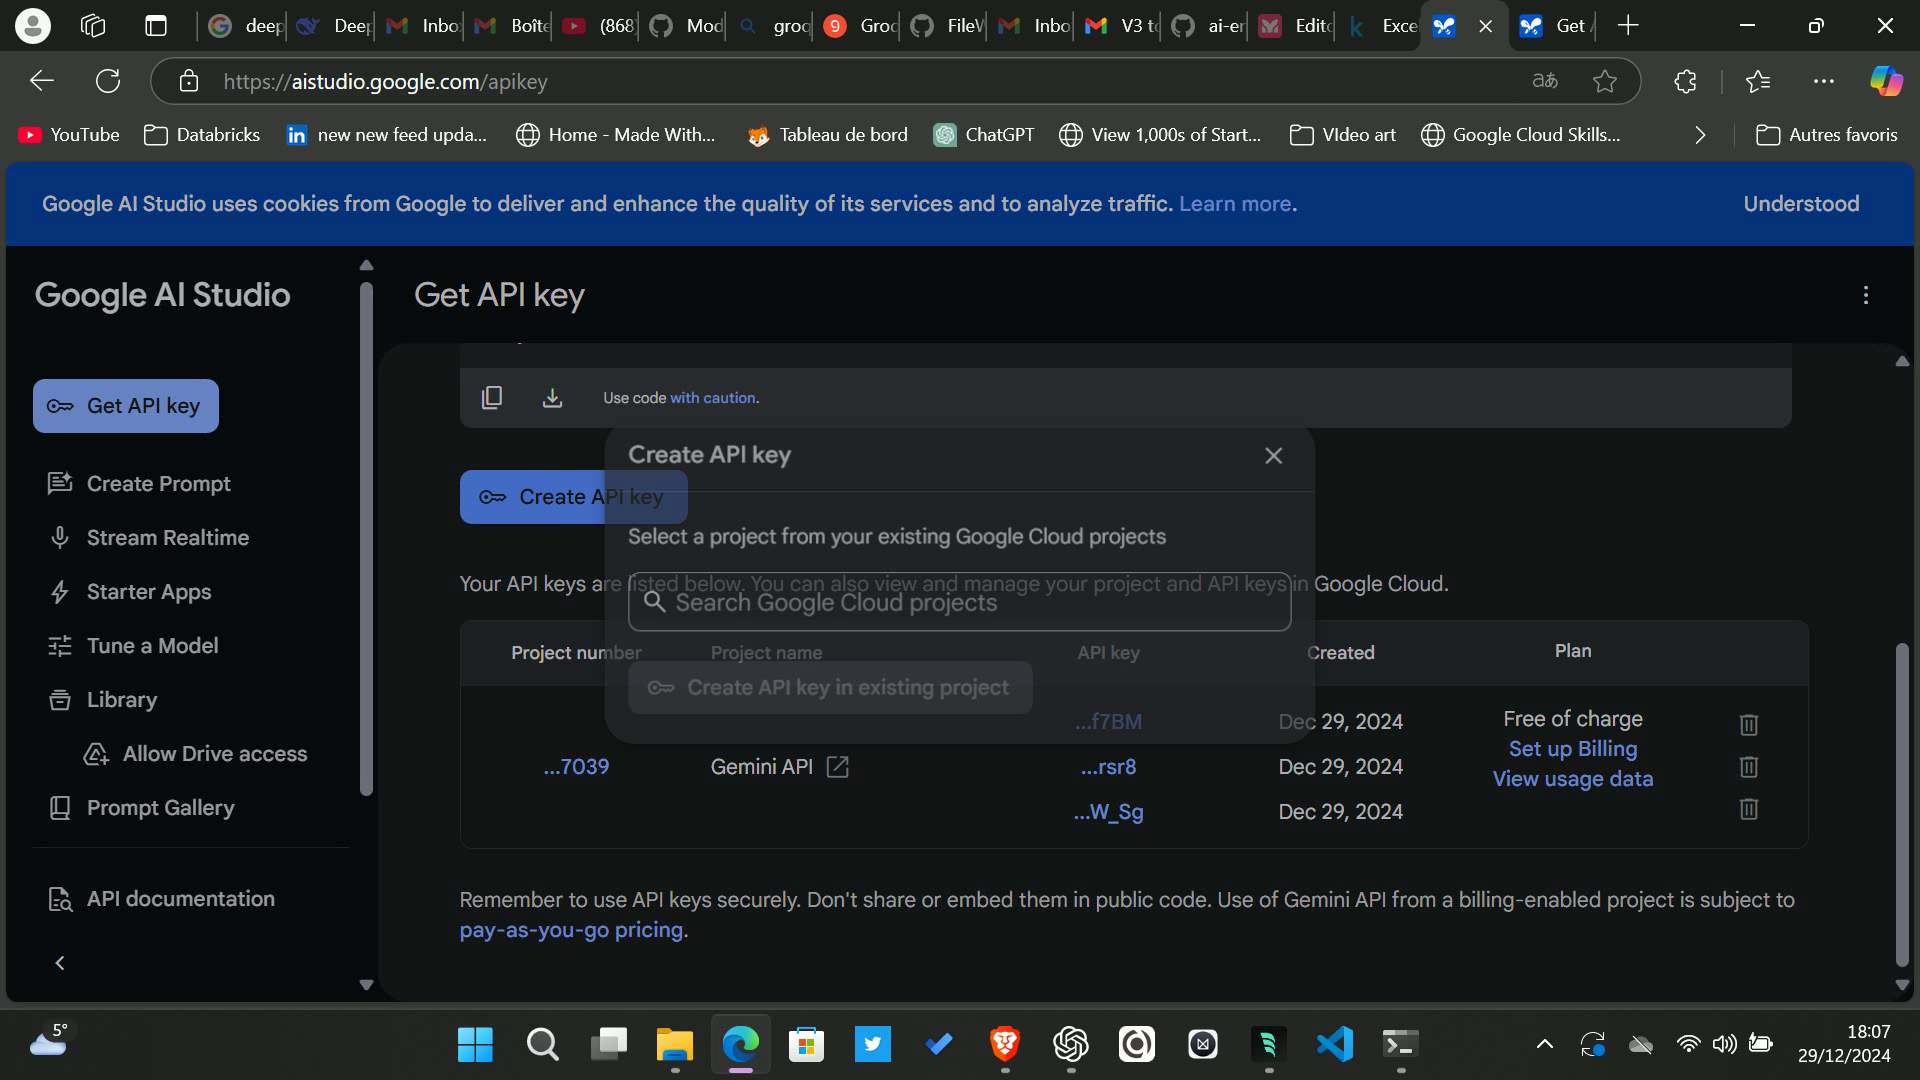 deep
Deep
Inbo
Boîte
(868
Mod
groq
Groq
FileW
Inbo
V3 to
ai-er
Edito
Exce
Get
https://aistudio.google.com/apikey
YouTube
Databricks
new new feed upda...
Home - Made With...
Tableau de bord
ChatGPT
View 1,000s of Start...
VIdeo art
Google Cloud Skills...
Autres favoris
Google AI Studio uses cookies from Google to deliver and enhance the quality of its services and to analyze traffic. Learn more.
Understood
Google AI Studio
Get API key
Get API key
Create Prompt
Stream Realtime
Starter Apps
Tune a Model
Library
Allow Drive access
Prompt Gallery
API documentation
Use code with caution.
Create API key
Create API key
Select a project from your existing Google Cloud projects
Your API keys are listed below. You can also view and manage your project and API keys in Google Cloud.
Search Google Cloud projects
Project number Project name API key Created Plan
Create API key in existing project
...f7BM Dec 29, 2024 Free of charge
Set up Billing
...7039 Gemini API ...rsr8 Dec 29, 2024
View usage data
...W_Sg Dec 29, 2024
Remember to use API keys securely. Don't share or embed them in public code. Use of Gemini API from a billing-enabled project is subject to
pay-as-you-go pricing.
5°
18:07
29/12/2024